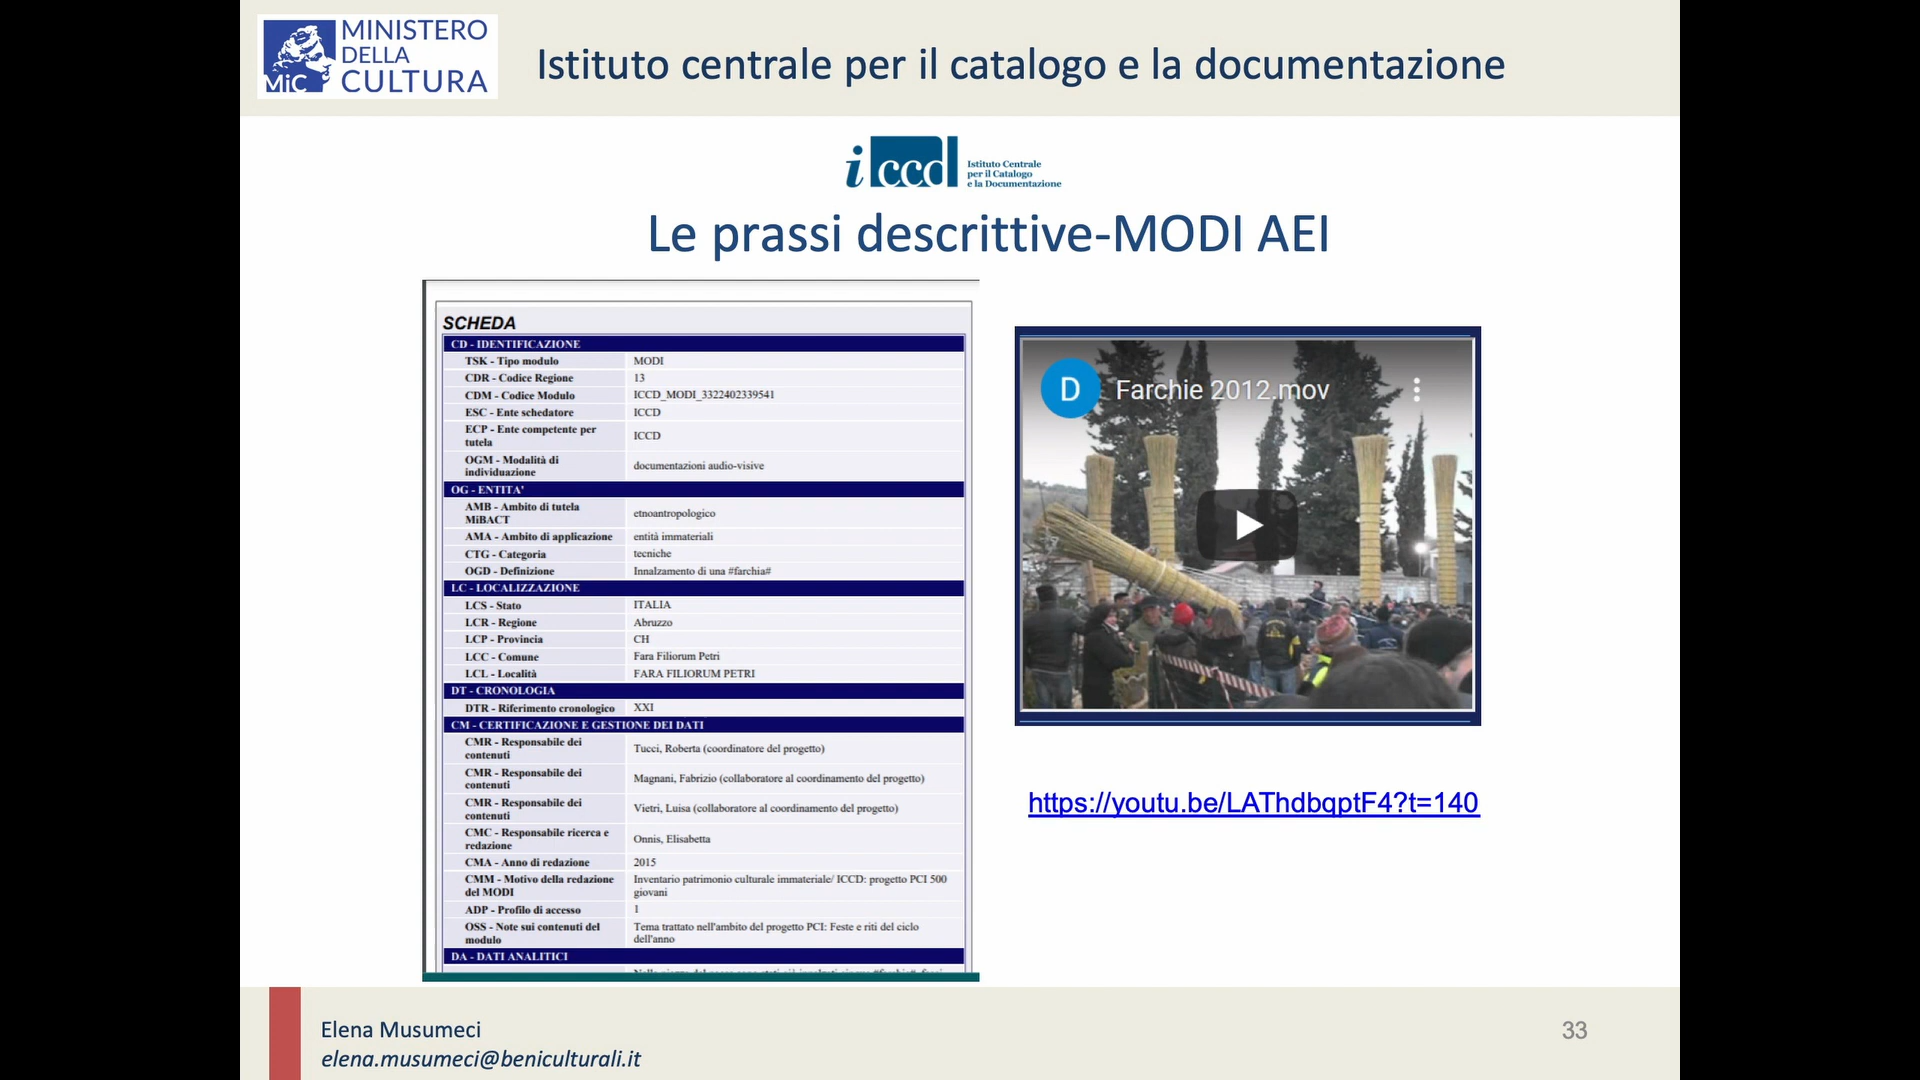 MINISTERO
DELLA
CULTURA
MiC
Istituto centrale per il catalogo e la documentazione
iccd
Istituto Centrale
per il Catalogo
e la Documentazione
Le prassi descrittive-MODI AEI
SCHEDA
CD - IDENTIFICAZIONE
TSK - Tipo modulo MODI
CDR - Codice Regione 13
CDM - Codice Modulo ICCD_MODI_3322402339541
ESC - Ente schedatore ICCD
ECP - Ente competente per
tutela ICCD
OGM - Modalità di
individuazione documentazioni audio-visive
OG - ENTITA'
AMB - Ambito di tutela
MiBACT etnoantropologico
AMA - Ambito di applicazione entità immateriali
CTG - Categoria tecniche
OGD - Definizione Innalzamento di una #farchia#
LC - LOCALIZZAZIONE
LCS - Stato ITALIA
LCR - Regione Abruzzo
LCP - Provincia CH
LCC - Comune Fara Filiorum Petri
LCL - Località FARA FILIORUM PETRI
DT - CRONOLOGIA
DTR - Riferimento cronologico XXI
CM - CERTIFICAZIONE E GESTIONE DEI DATI
CMR - Responsabile dei
contenuti Tucci, Roberta (coordinatore del progetto)
CMR - Responsabile dei
contenuti Magnani, Fabrizio (collaboratore al coordinamento del progetto)
CMR - Responsabile dei
contenuti Vietri, Luisa (collaboratore al coordinamento del progetto)
CMC - Responsabile ricerca e
redazione Onnis, Elisabetta
CMA - Anno di redazione 2015
CMM - Motivo della redazione
del MODI Inventario patrimonio culturale immateriale/ ICCD: progetto PCI 500
giovani
ADP - Profilo di accesso 1
OSS - Note sui contenuti del
modulo Tema trattato nell'ambito del progetto PCI: Feste e riti del ciclo
dell'anno
DA - DATI ANALITICI
D Farchie 2012.mov
https://youtu.be/LAThdbqptF4?t=140
Elena Musumeci
elena.musumeci@beniculturali.it
33